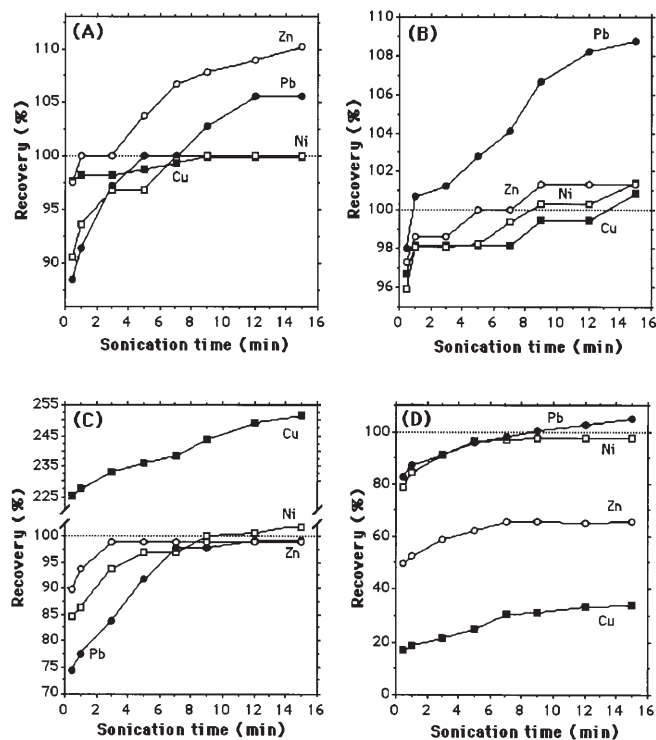 (A)
Zn
Pb
Ni
Cu
110
105
100
95
90
Recovery (%)
0 2 4 6 8 10 12 14 16
Sonication time (min)
(B)
Pb
Zn
Ni
Cu
110
108
106
104
102
100
98
96
Recovery (%)
0 2 4 6 8 10 12 14 16
Sonication time (min)
(C)
Cu
Ni
Zn
Pb
255
245
235
225
100
95
90
85
80
75
70
Recovery (%)
0 2 4 6 8 10 12 14 16
Sonication time (min)
(D)
Pb
Ni
Zn
Cu
100
80
60
40
20
0
Recovery (%)
0 2 4 6 8 10 12 14 16
Sonication time (min)